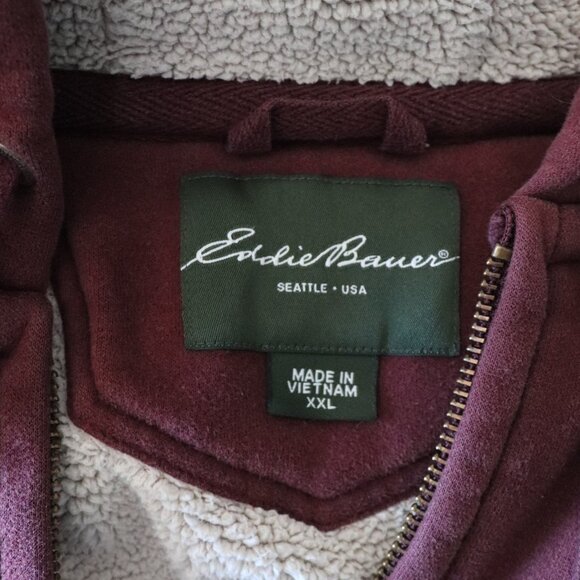 Eddie Bauer®
SEATTLE • USA
MADE IN
VIETNAM
XXL